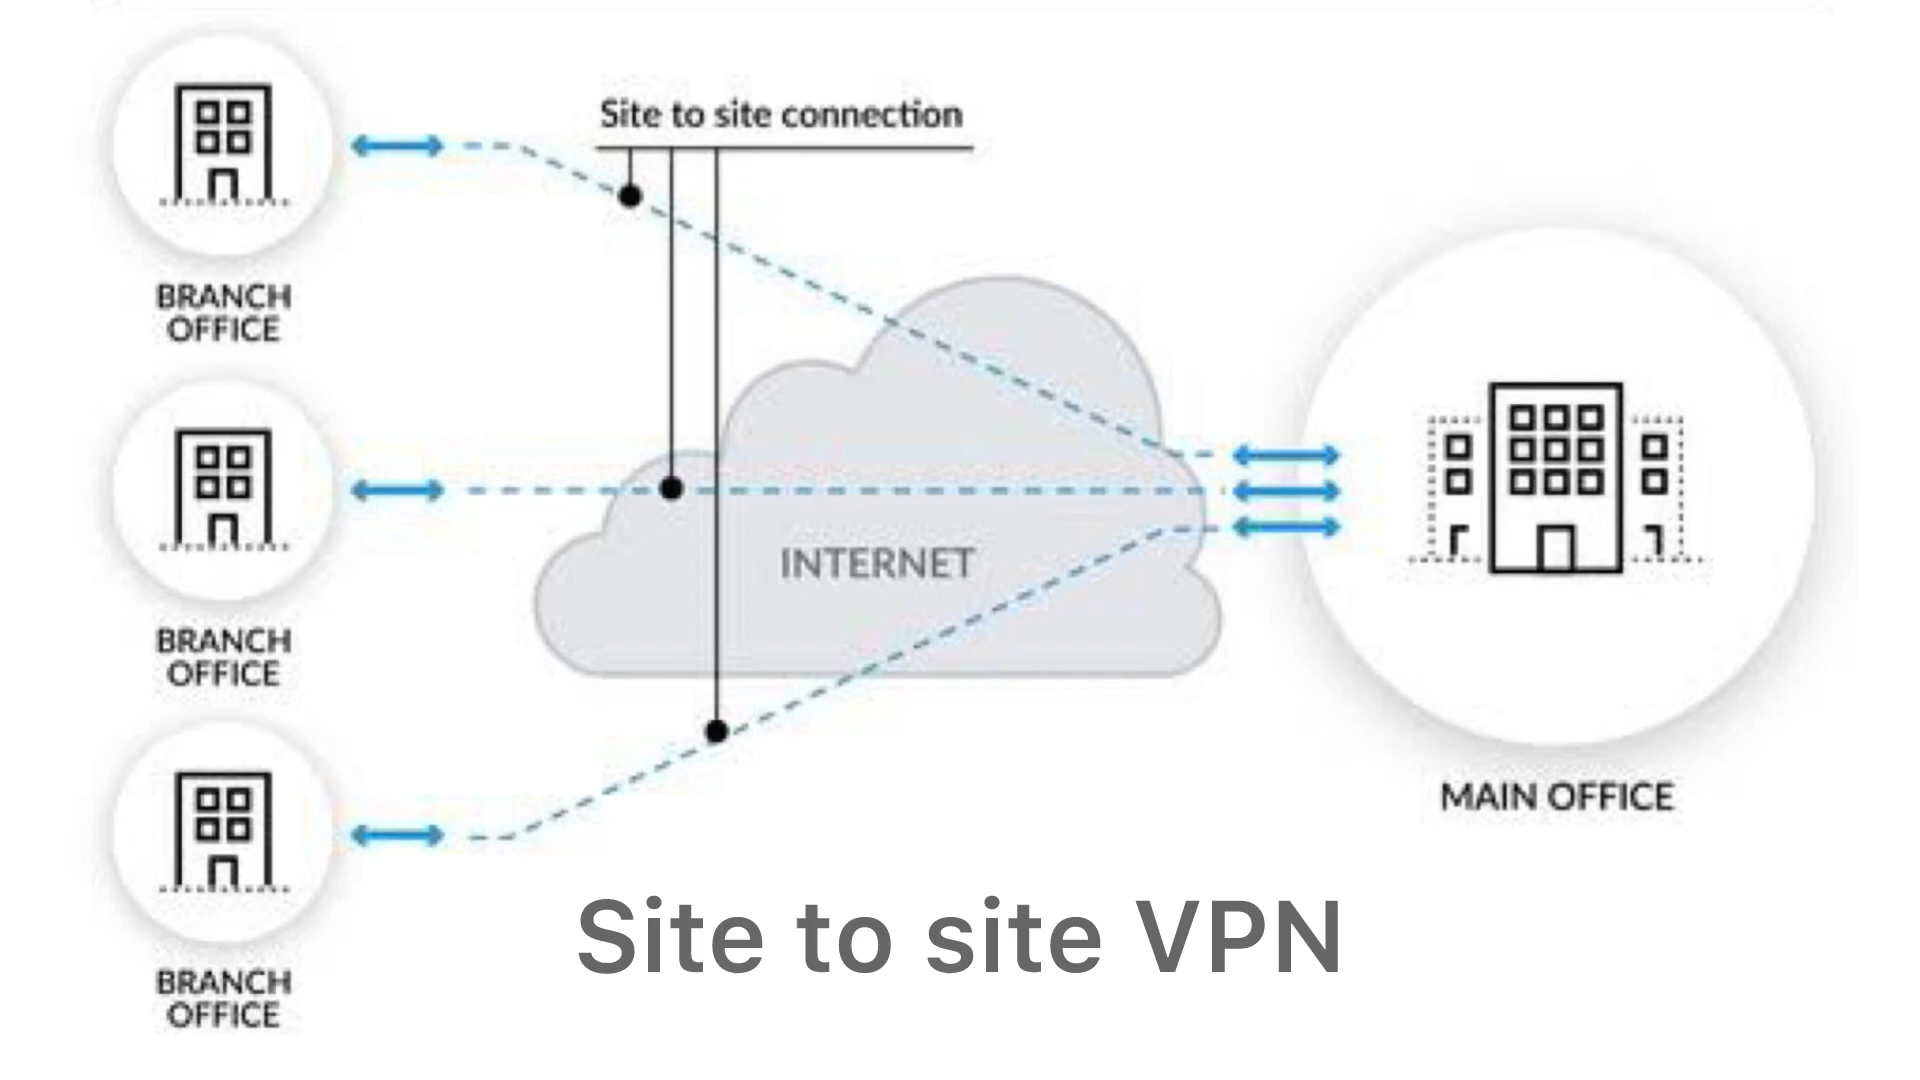 Site to site connection
BRANCH
OFFICE
BRANCH
OFFICE
INTERNET
MAIN OFFICE
BRANCH
OFFICE
Site to site VPN